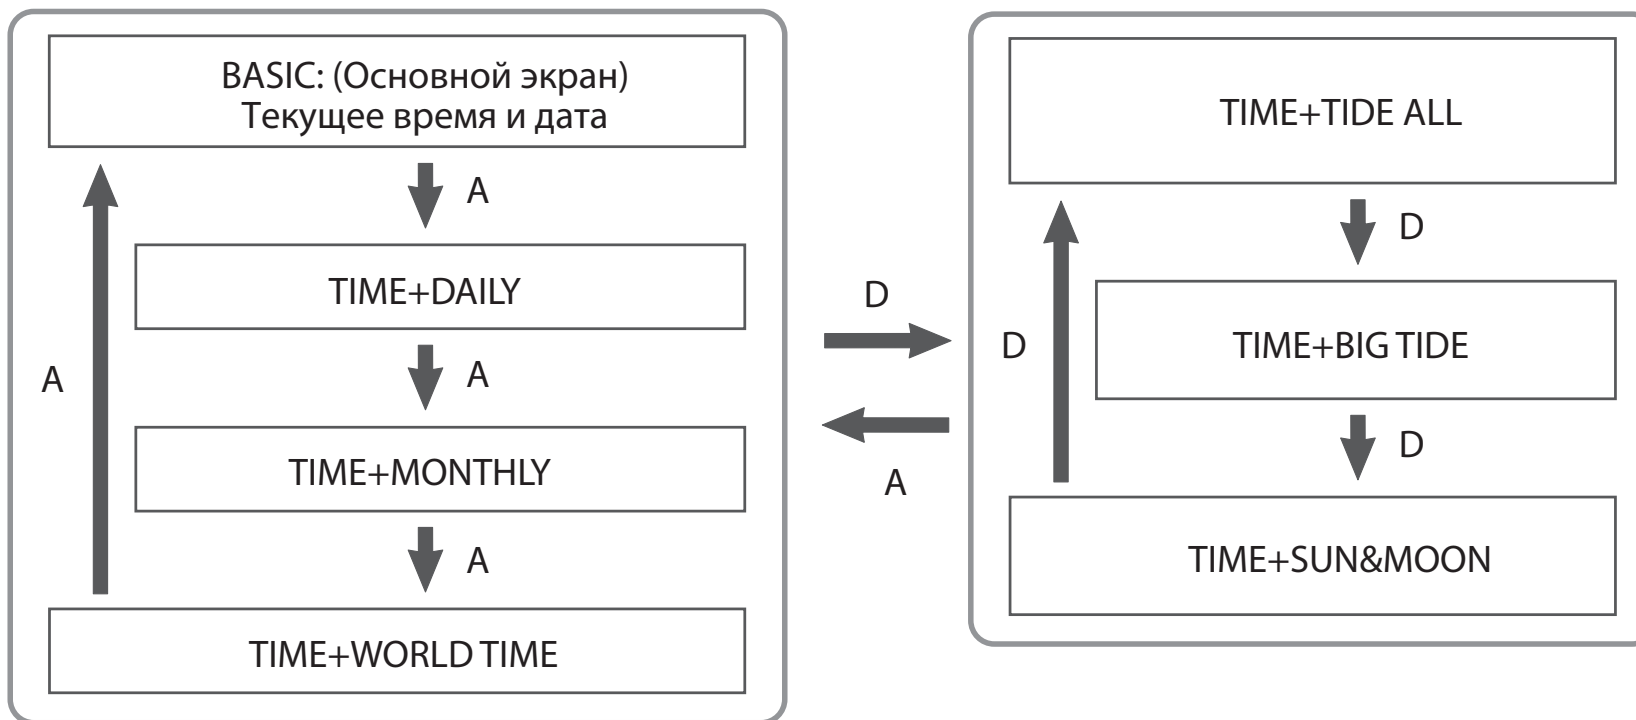 BASIC: (Основной экран)
Текущее время и дата
A
TIME+DAILY
A
A
TIME+MONTHLY
A
TIME+WORLD TIME
D
A
TIME+TIDE ALL
D
D
TIME+BIG TIDE
D
TIME+SUN&MOON